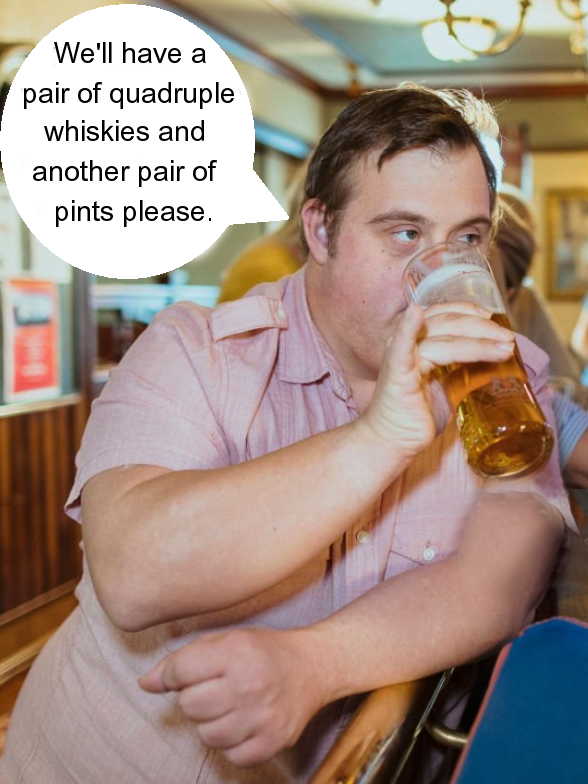 We'll have a
pair of quadruple
whiskies and
another pair of
pints please.